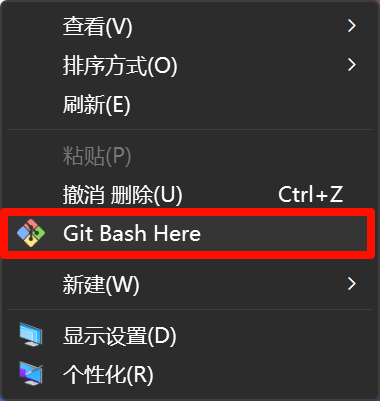 查看(V)
排序方式(O)
刷新(E)
粘贴(P)
撤消 删除(U) Ctrl+Z
Git Bash Here
新建(W)
显示设置(D)
个性化(R)